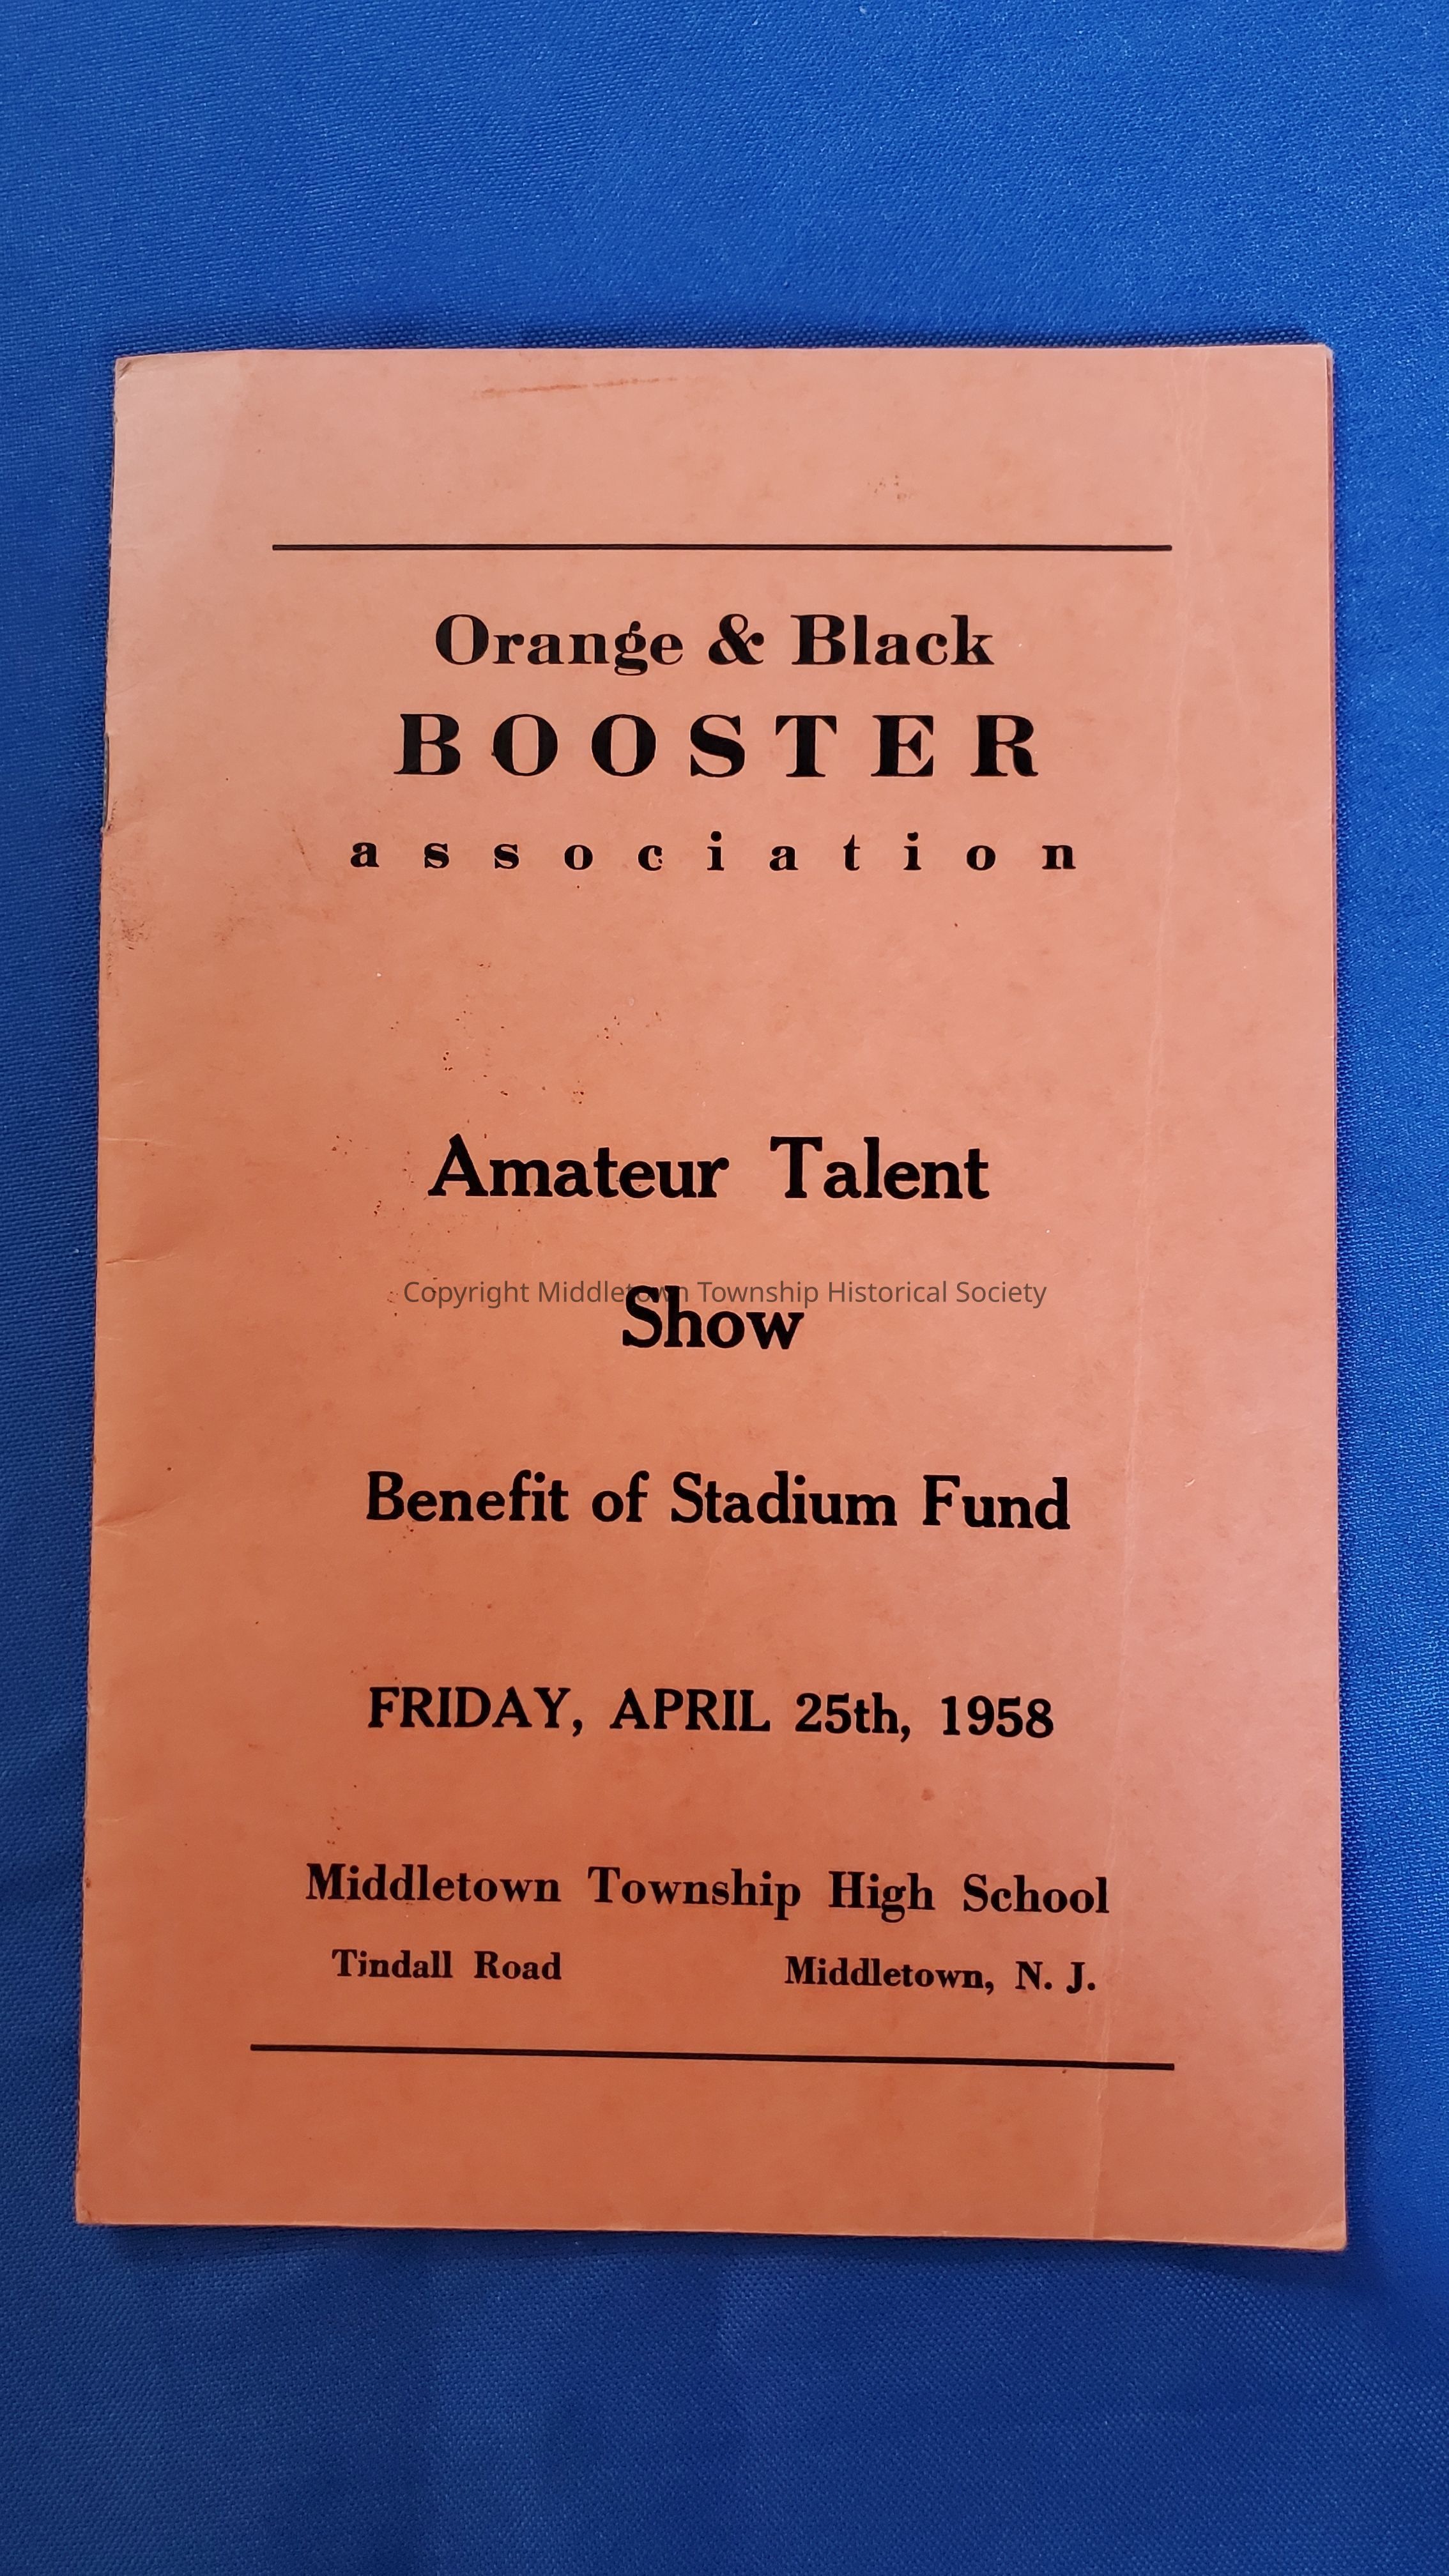 Orange & Black
BOOSTER
association
Amateur Talent
Copyright Middletown Township Historical Society
Show
Benefit of Stadium Fund
FRIDAY, APRIL 25th, 1958
Middletown Township High School
Tindall Road Middletown, N. J.